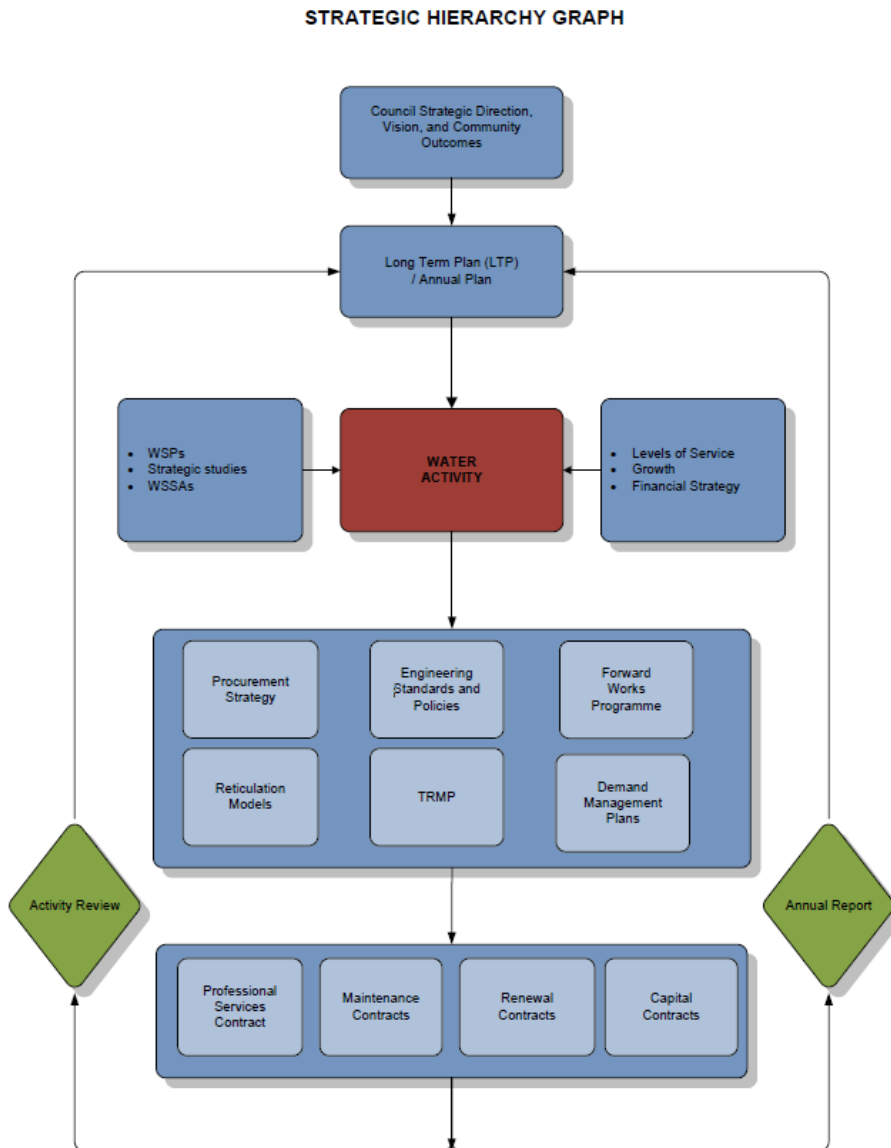 STRATEGIC HIERARCHY GRAPH
Council Strategic Direction,
Vision, and Community
Outcomes
Long Term Plan (LTP)
/ Annual Plan
• WSPs
• Strategic studies
• WSSAs
WATER
ACTIVITY
• Levels of Service
• Growth
• Financial Strategy
Procurement
Strategy
Engineering
Standards and
Policies
Forward
Works
Programme
Reticulation
Models
TRMP
Demand
Management
Plans
Activity Review
Annual Report
Professional
Services
Contract
Maintenance
Contracts
Renewal
Contracts
Capital
Contracts